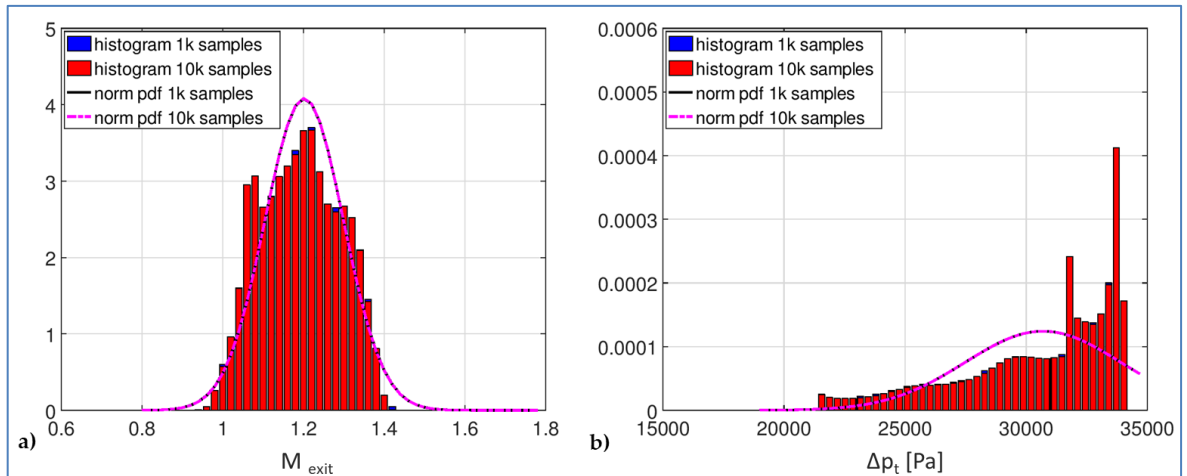 5
4
3
2
1
0
histogram 1k samples
histogram 10k samples
norm pdf 1k samples
norm pdf 10k samples
0.6 0.8 1 1.2 1.4 1.6 1.8
a)
M exit
0.0006
0.0005
0.0004
0.0003
0.0002
0.0001
0
histogram 1k samples
histogram 10k samples
norm pdf 1k samples
norm pdf 10k samples
15000 20000 25000 30000 35000
b)
Δpt [Pa]